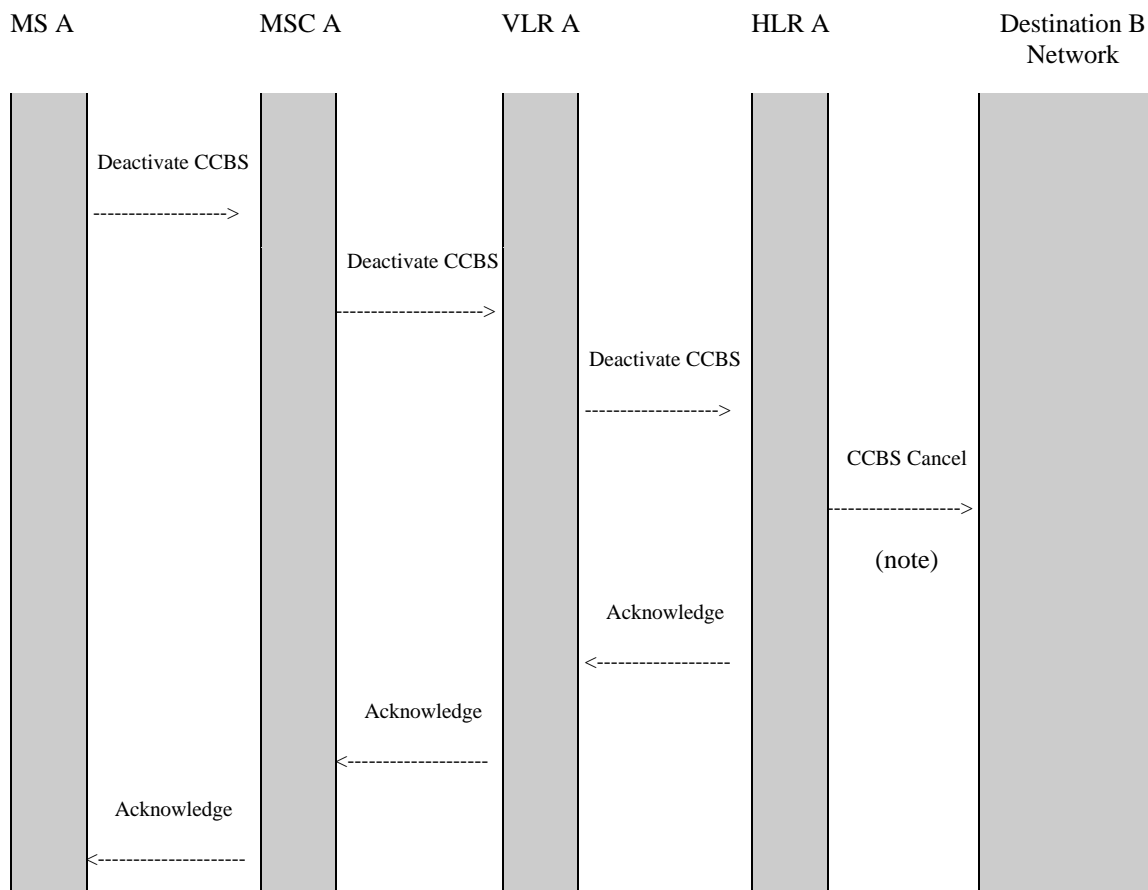 MS A
MSC A
VLR A
HLR A
Destination B
Network
Deactivate CCBS
Deactivate CCBS
Deactivate CCBS
CCBS Cancel
(note)
Acknowledge
Acknowledge
Acknowledge